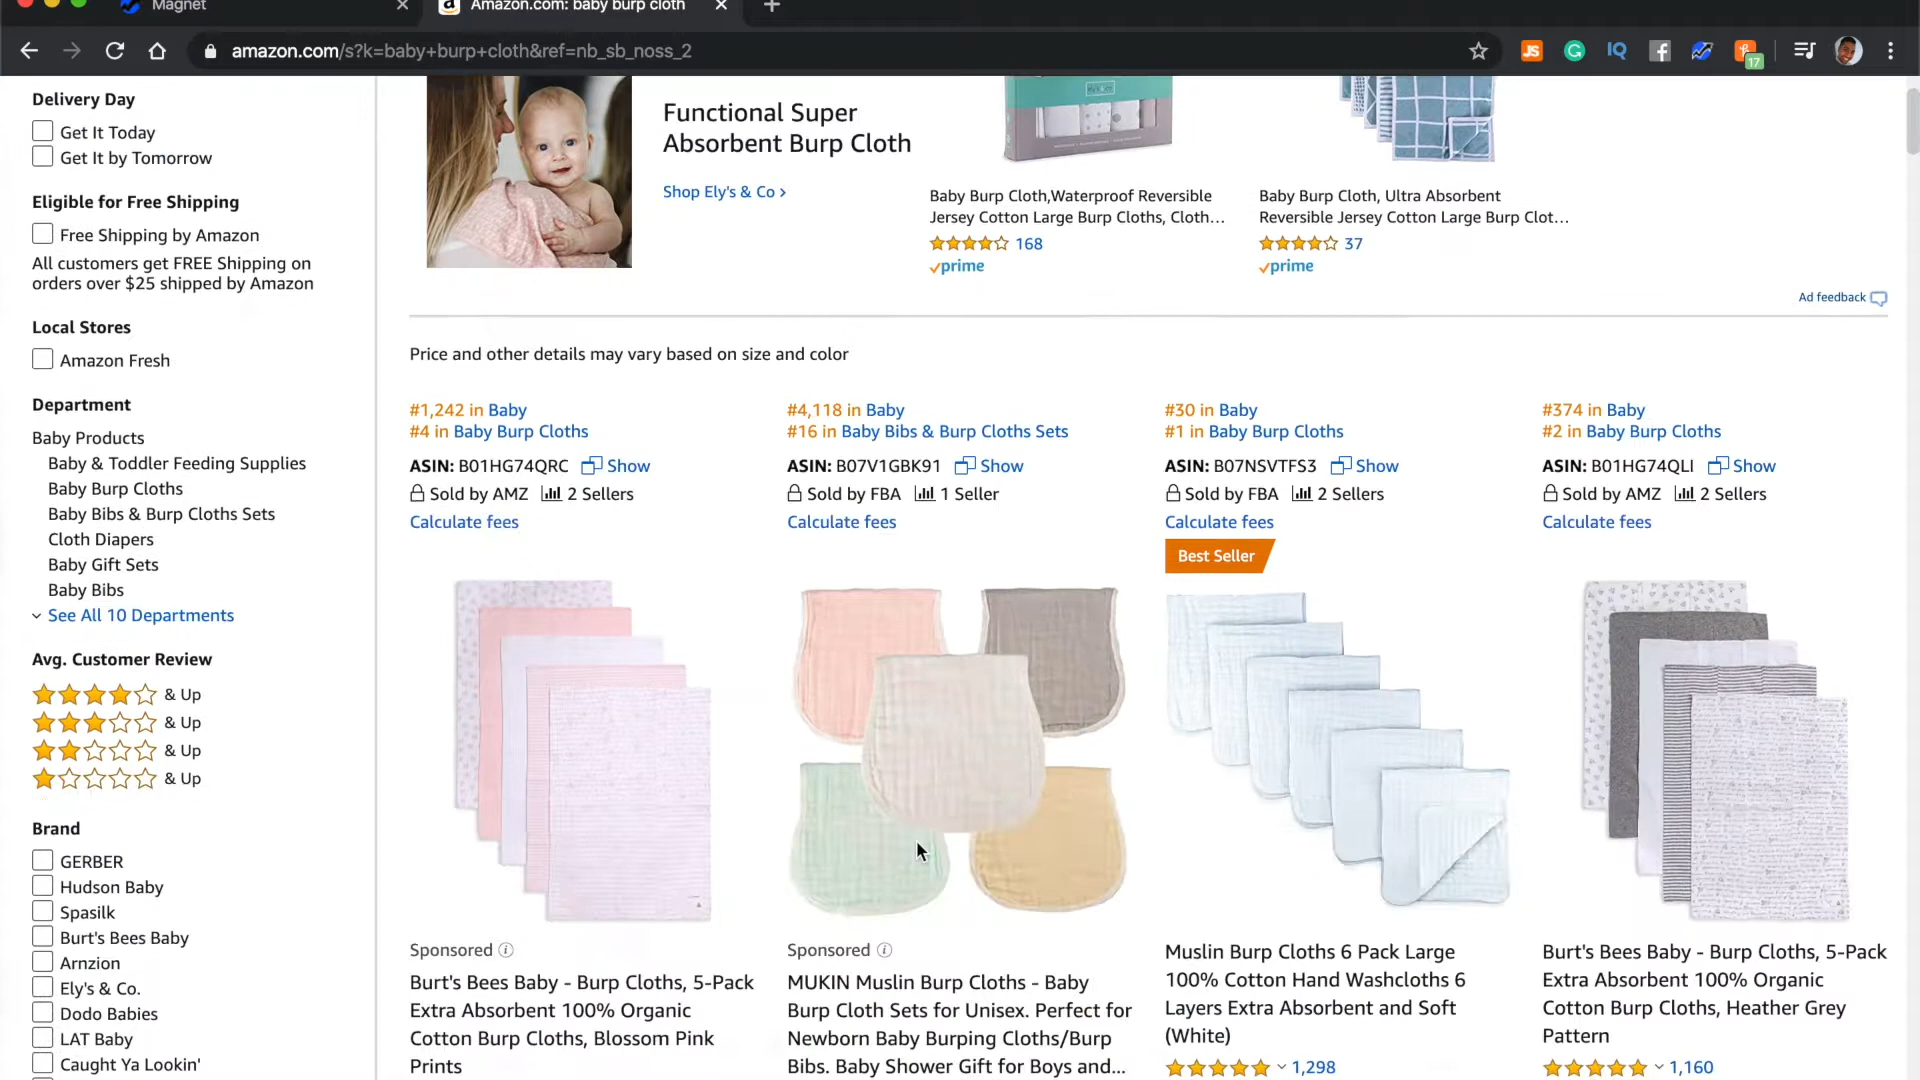 Magnet
Amazon.com: baby burp cloth
amazon.com/s?k=baby+burp+cloth&ref=nb_sb_noss_2
JS
IQ
17
Delivery Day
Get It Today
Get It by Tomorrow
Eligible for Free Shipping
Free Shipping by Amazon
All customers get FREE Shipping on
orders over $25 shipped by Amazon
Local Stores
Amazon Fresh
Department
Baby Products
Baby & Toddler Feeding Supplies
Baby Burp Cloths
Baby Bibs & Burp Cloths Sets
Cloth Diapers
Baby Gift Sets
Baby Bibs
See All 10 Departments
Avg. Customer Review
& Up
& Up
& Up
& Up
Brand
GERBER
Hudson Baby
Spasilk
Burt's Bees Baby
Arnzion
Ely's & Co.
Dodo Babies
LAT Baby
Caught Ya Lookin'
Functional Super
Absorbent Burp Cloth
Shop Ely's & Co ›
Baby Burp Cloth,Waterproof Reversible
Jersey Cotton Large Burp Cloths, Cloth…
168
prime
Baby Burp Cloth, Ultra Absorbent
Reversible Jersey Cotton Large Burp Clot…
37
prime
Ad feedback
Price and other details may vary based on size and color
#1,242 in Baby
#4 in Baby Burp Cloths
ASIN: B01HG74QRC Show
Sold by AMZ 2 Sellers
Calculate fees
Sponsored
Burt's Bees Baby - Burp Cloths, 5-Pack
Extra Absorbent 100% Organic
Cotton Burp Cloths, Blossom Pink
Prints
#4,118 in Baby
#16 in Baby Bibs & Burp Cloths Sets
ASIN: B07V1GBK91 Show
Sold by FBA 1 Seller
Calculate fees
Sponsored
MUKIN Muslin Burp Cloths - Baby
Burp Cloth Sets for Unisex. Perfect for
Newborn Baby Burping Cloths/Burp
Bibs. Baby Shower Gift for Boys and...
#30 in Baby
#1 in Baby Burp Cloths
ASIN: B07NSVTFS3 Show
Sold by FBA 2 Sellers
Calculate fees
Best Seller
Muslin Burp Cloths 6 Pack Large
100% Cotton Hand Washcloths 6
Layers Extra Absorbent and Soft
(White)
1,298
#374 in Baby
#2 in Baby Burp Cloths
ASIN: B01HG74QLI Show
Sold by AMZ 2 Sellers
Calculate fees
Burt's Bees Baby - Burp Cloths, 5-Pack
Extra Absorbent 100% Organic
Cotton Burp Cloths, Heather Grey
Pattern
1,160